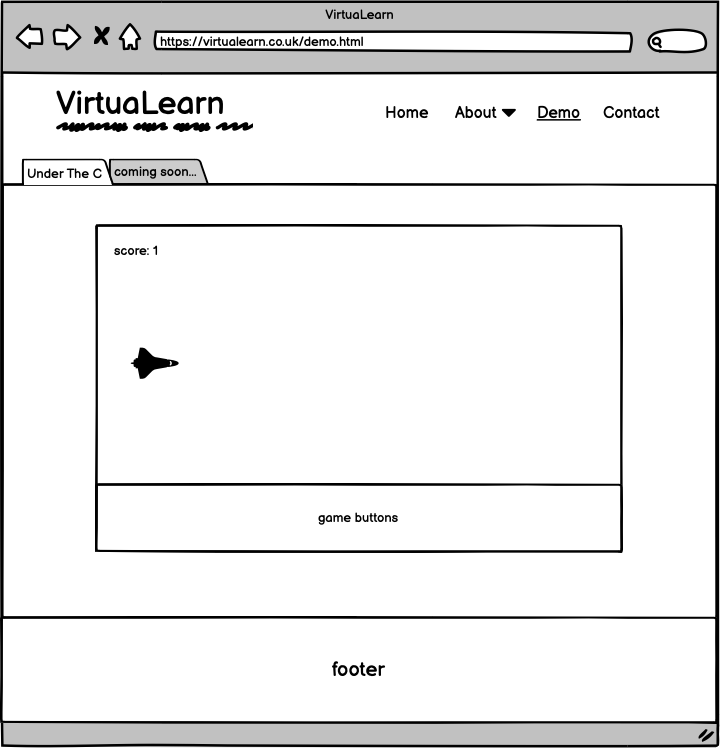 VirtuaLearn
https://virtualearn.co.uk/demo.html
VirtuaLearn
Home About Demo Contact
Under The C coming soon...
score: 1
game buttons
footer